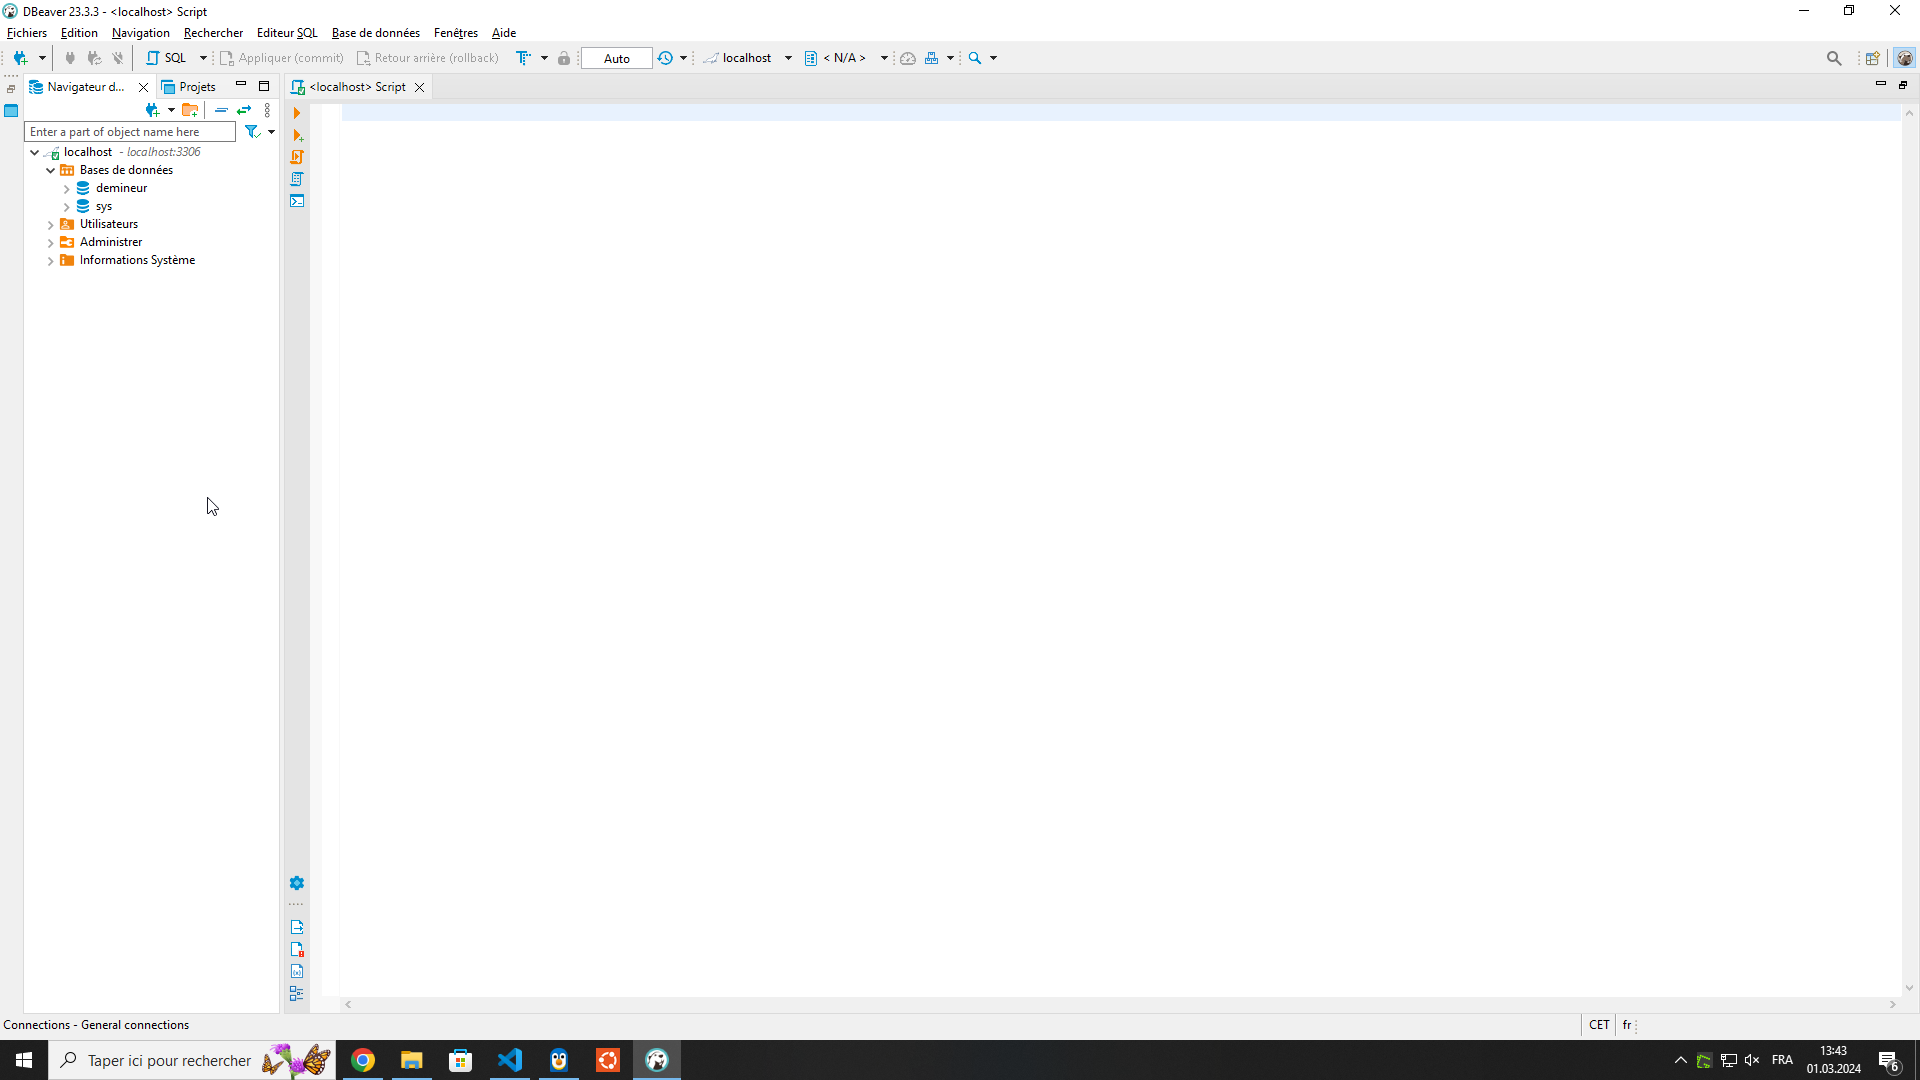 DBeaver 23.3.3 - <localhost> Script
Fichiers Edition Navigation Rechercher Editeur SQL Base de données Fenêtres Aide
SQL Appliquer (commit) Retour arrière (rollback) Auto localhost < N/A >
Navigateur d... Projets <localhost> Script
Enter a part of object name here
localhost - localhost:3306
Bases de données
demineur
sys
Utilisateurs
Administrer
Informations Système
Connections - General connections CET fr
Taper ici pour rechercher FRA 13:43
01.03.2024 6